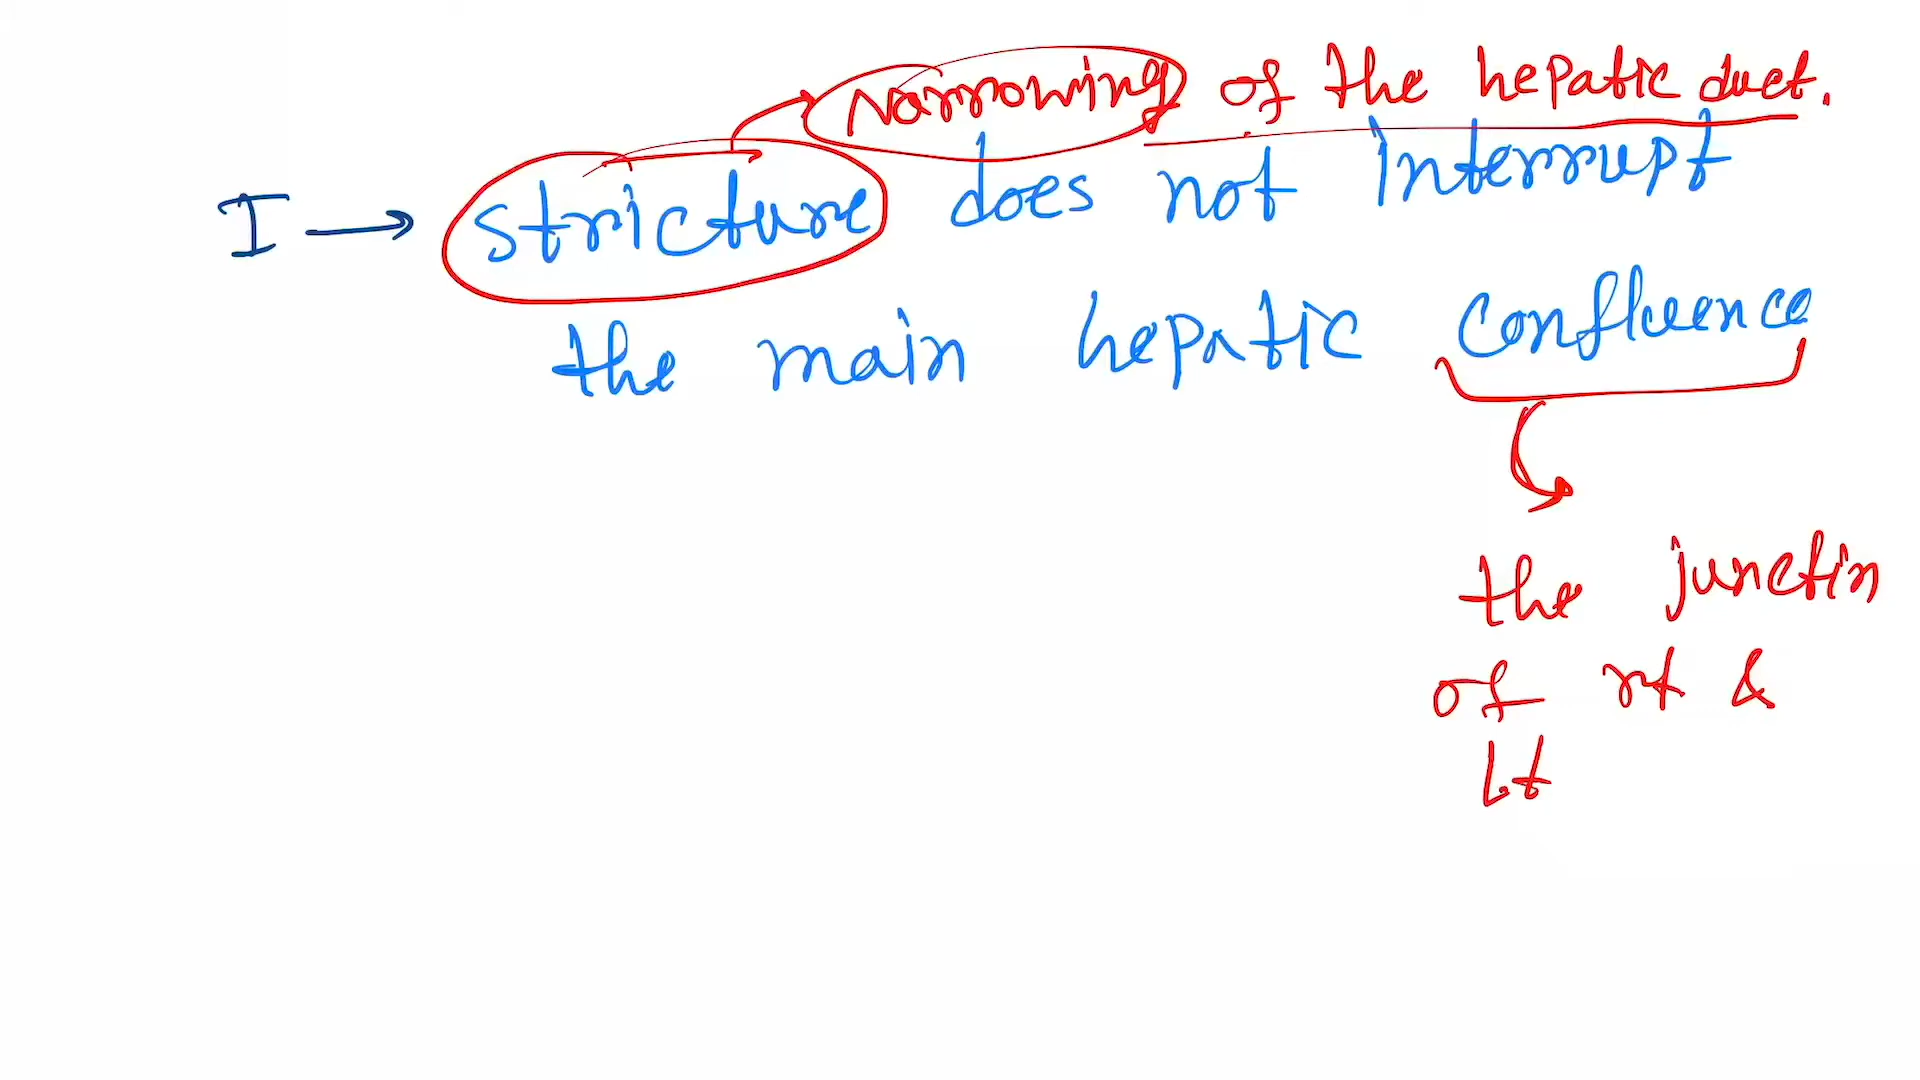 Narrowing of the hepatic duct.
I → stricture does not Interrupt
the main hepatic confluence
the junctin
of rt &
Lt